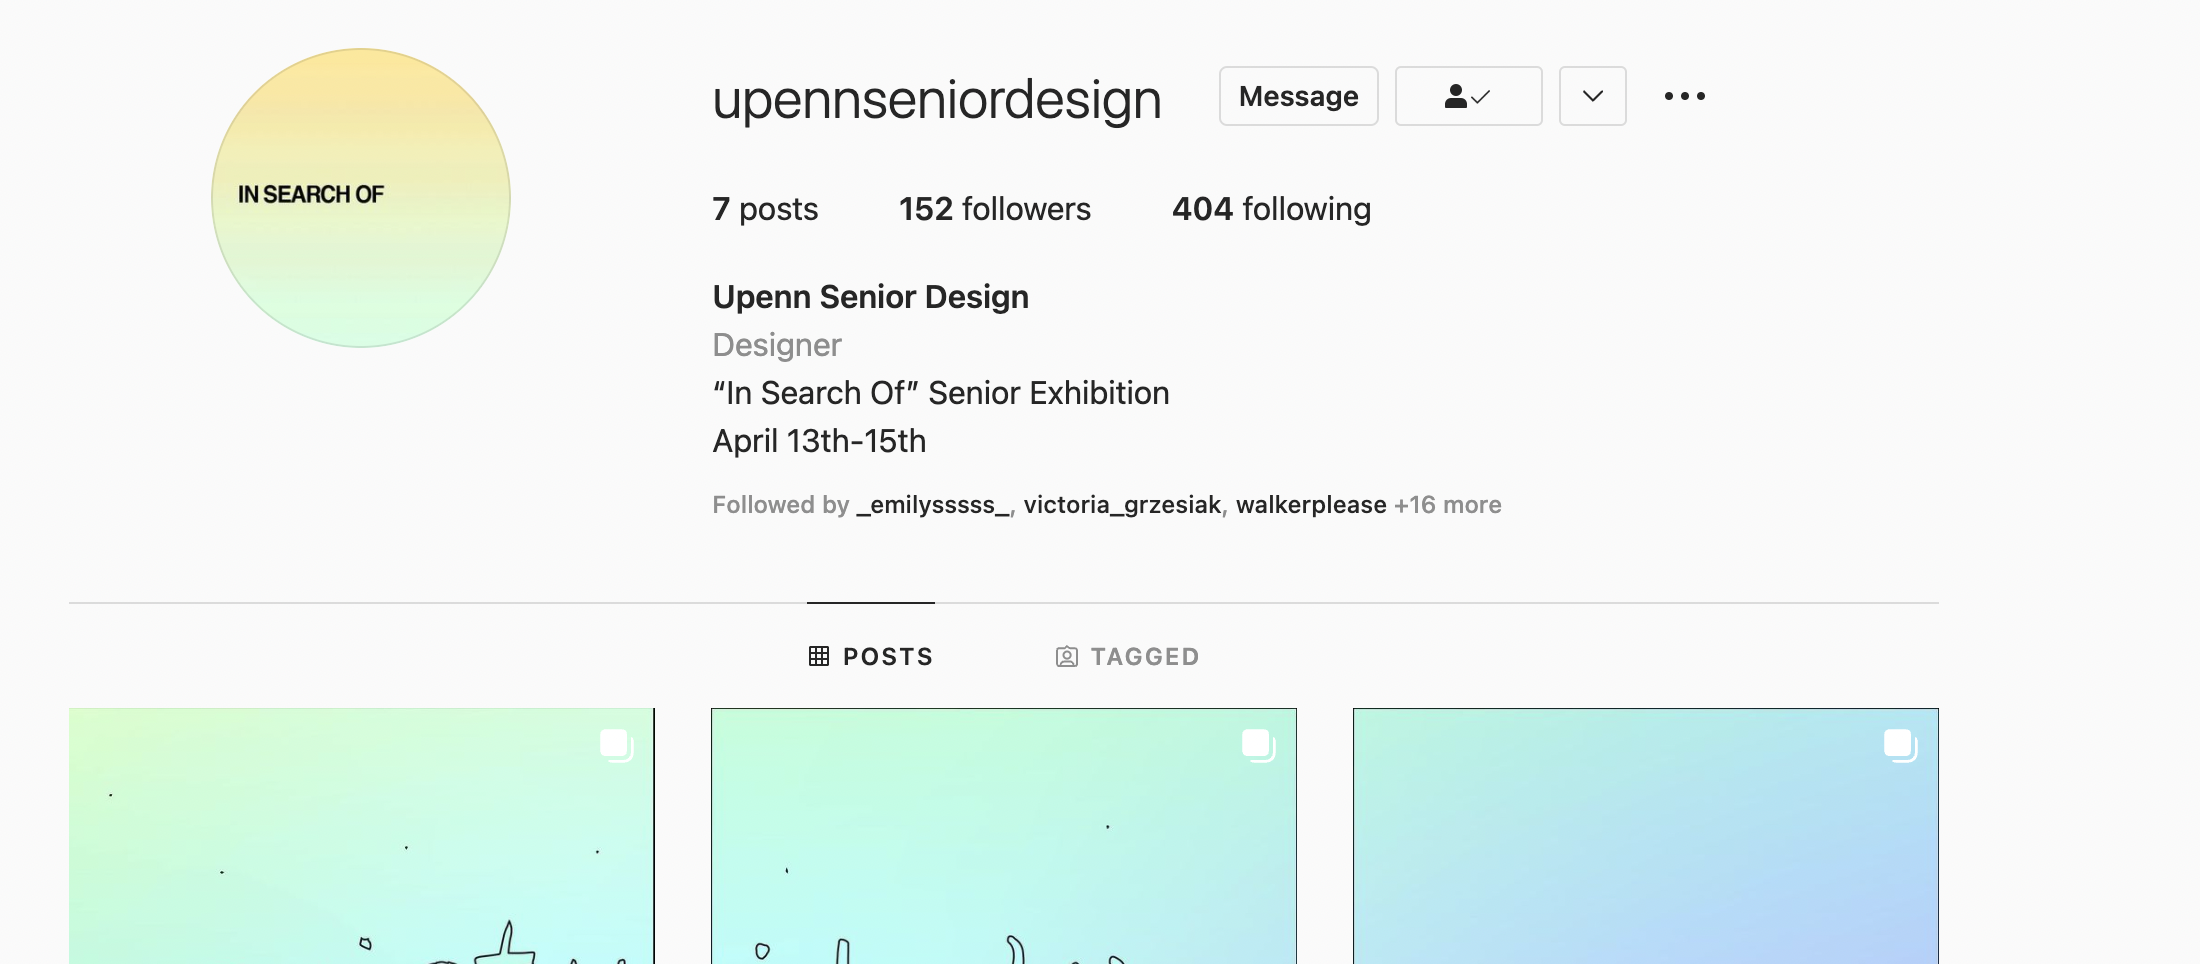 IN SEARCH OF
upennseniordesign
Message
7 posts 152 followers 404 following
Upenn Senior Design
Designer
“In Search Of” Senior Exhibition
April 13th-15th
Followed by _emilysssss_, victoria_grzesiak, walkerplease +16 more
POSTS TAGGED